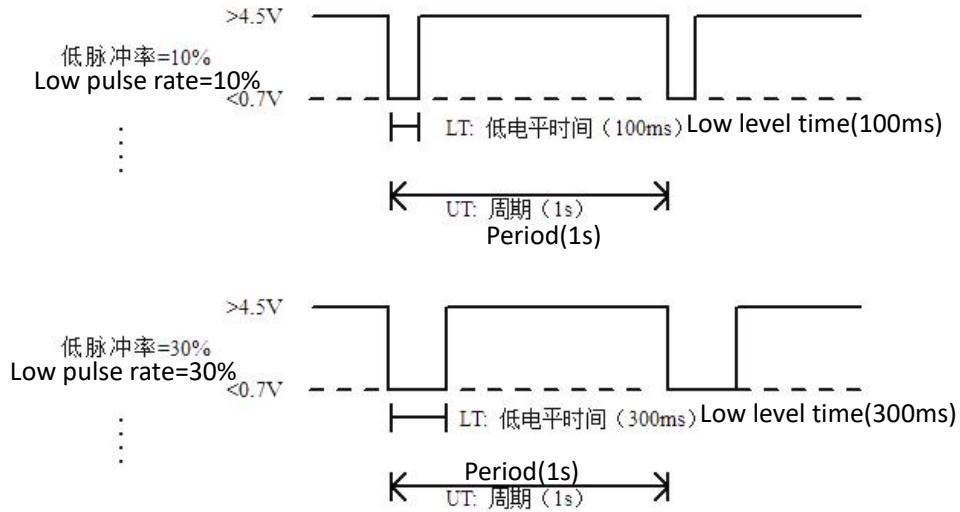 >4.5V
低脉冲率=10%
Low pulse rate=10%
<0.7V
LT: 低电平时间（100ms）Low level time(100ms)
UT: 周期（1s）
Period(1s)
>4.5V
低脉冲率=30%
Low pulse rate=30%
<0.7V
LT: 低电平时间（300ms）Low level time(300ms)
Period(1s)
UT: 周期（1s）